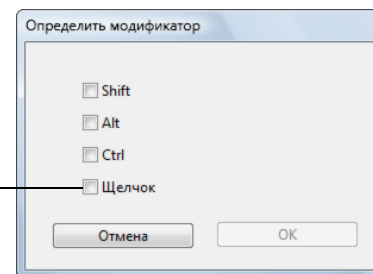 Определить модификатор
Shift
Alt
Ctrl
Щелчок
Отмена
OK